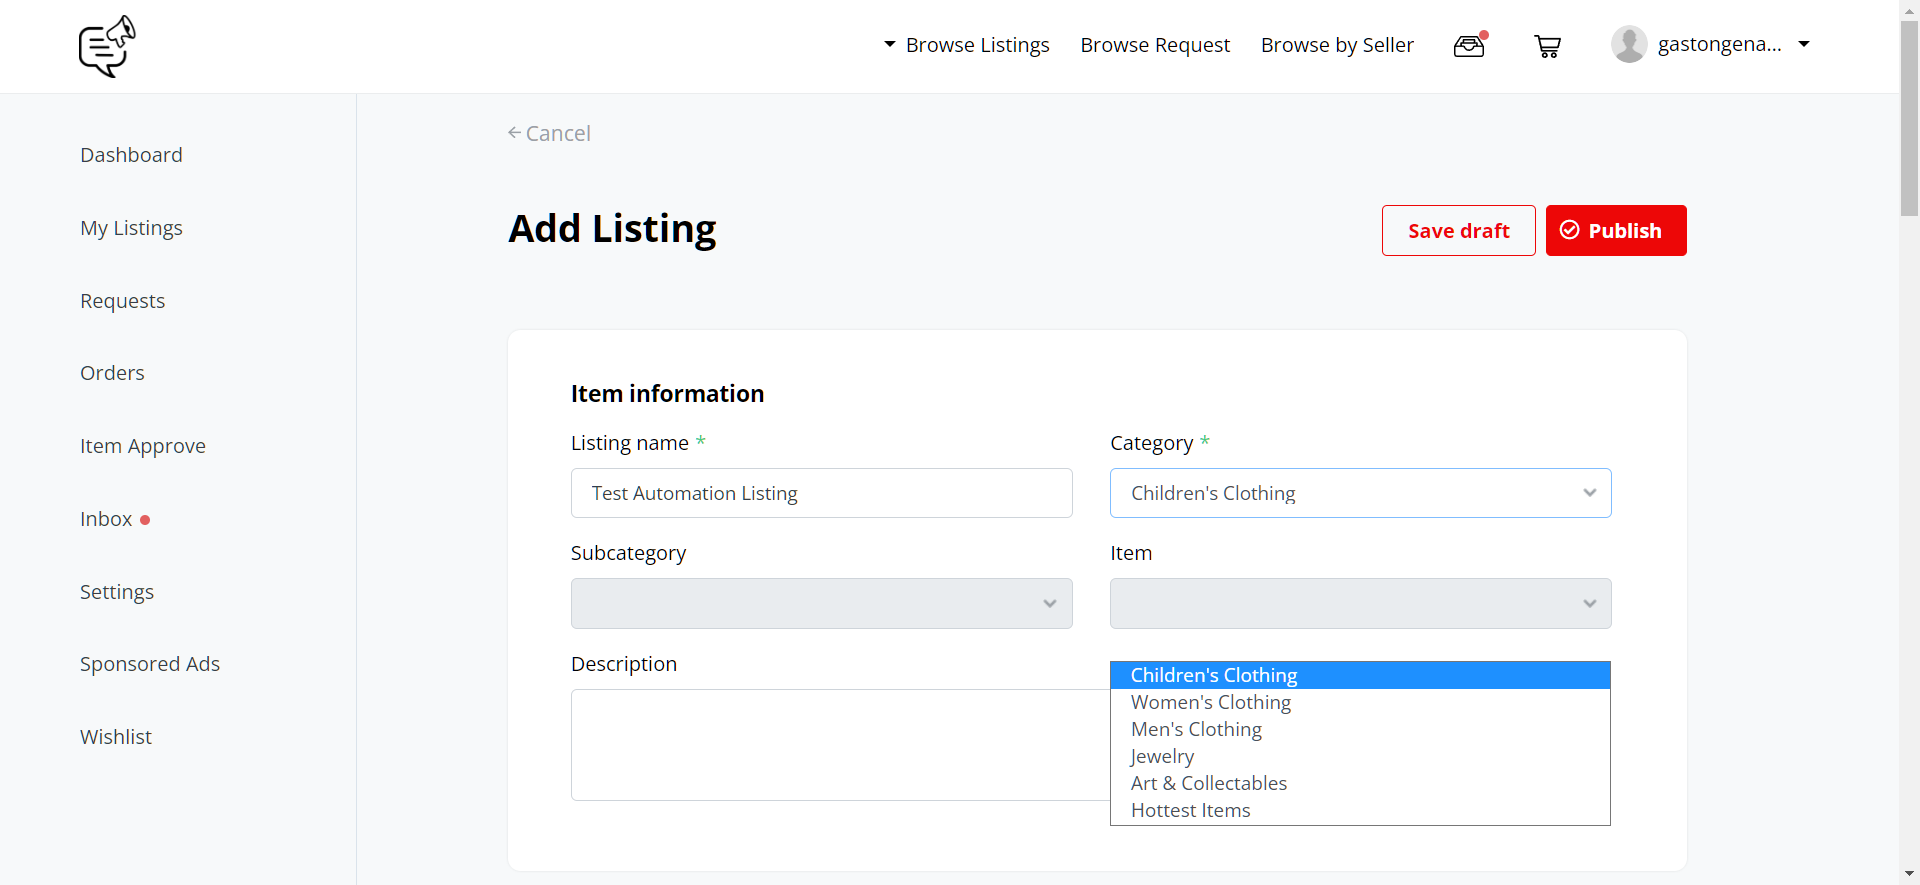 Browse Listings
Browse Request
Browse by Seller
gastongena...
Dashboard
My Listings
Requests
Orders
Item Approve
Inbox
Settings
Sponsored Ads
Wishlist
Cancel
Add Listing
Save draft
Publish
Item information
Listing name *
Test Automation Listing
Category *
Children's Clothing
Subcategory
Item
Description
Children's Clothing
Women's Clothing
Men's Clothing
Jewelry
Art & Collectables
Hottest Items